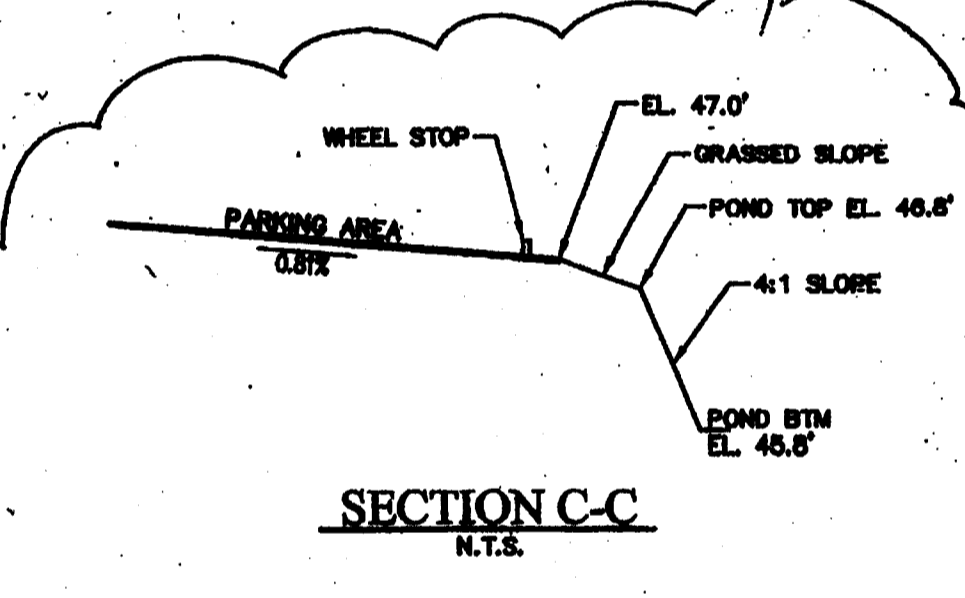 EL. 47.0'
WHEEL STOP
GRASSED SLOPE
POND TOP EL. 46.8'
PARKING AREA
0.81%
4:1 SLOPE
POND BTM
EL. 45.8'
SECTION C-C
N.T.S.